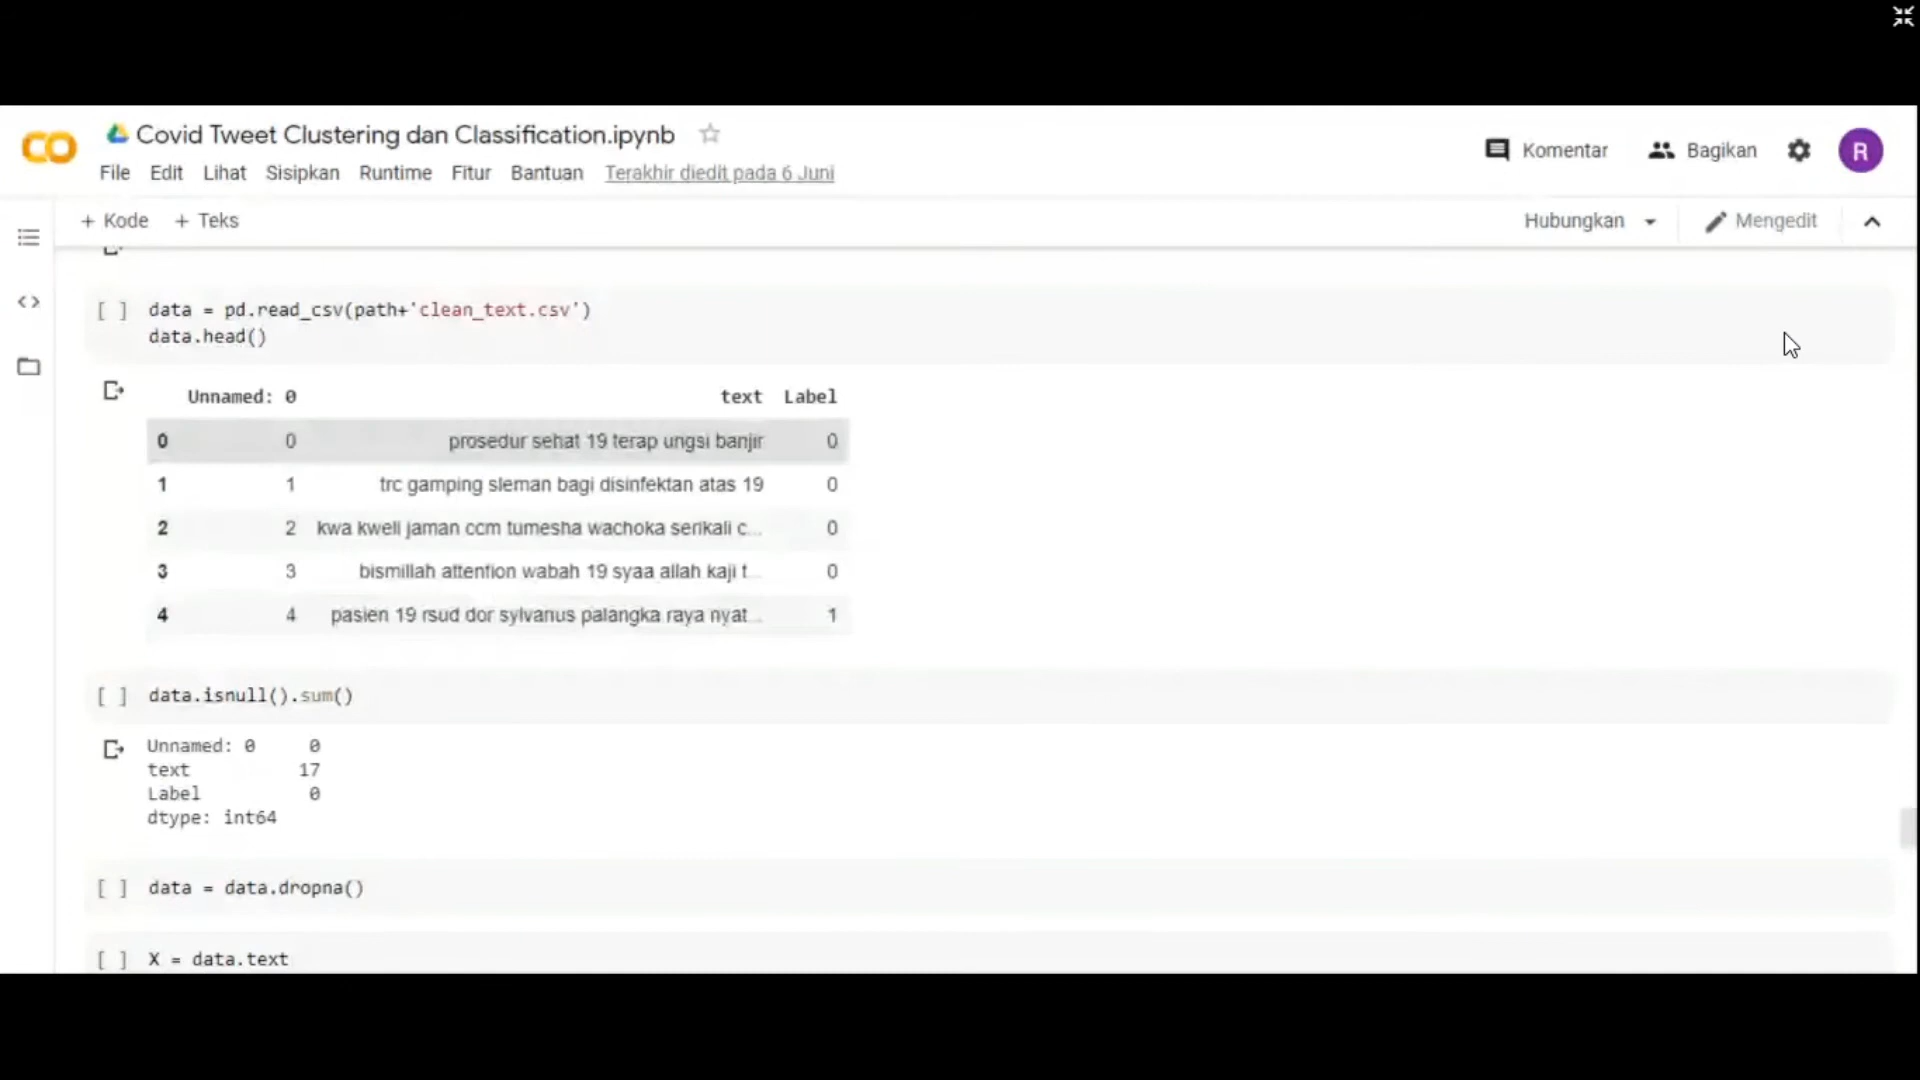 Covid Tweet Clustering dan Classification.ipynb
File Edit Lihat Sisipkan Runtime Fitur Bantuan Terakhir diedit pada 6 Juni
Komentar Bagikan R
+ Kode + Teks
Hubungkan Mengedit
[ ] data = pd.read_csv(path+'clean_text.csv')
data.head()
Unnamed: 0 text Label
0 0 prosedur sehat 19 terap ungsi banjir 0
1 1 trc gamping sleman bagi disinfektan atas 19 0
2 2 kwa kweli jaman ccm tumesha wachoka serikali c... 0
3 3 bismillah attention wabah 19 syaa allah kaji t... 0
4 4 pasien 19 rsud dor sylvanus palangka raya nyat... 1
[ ] data.isnull().sum()
Unnamed: 0 0
text 17
Label 0
dtype: int64
[ ] data = data.dropna()
[ ] X = data.text